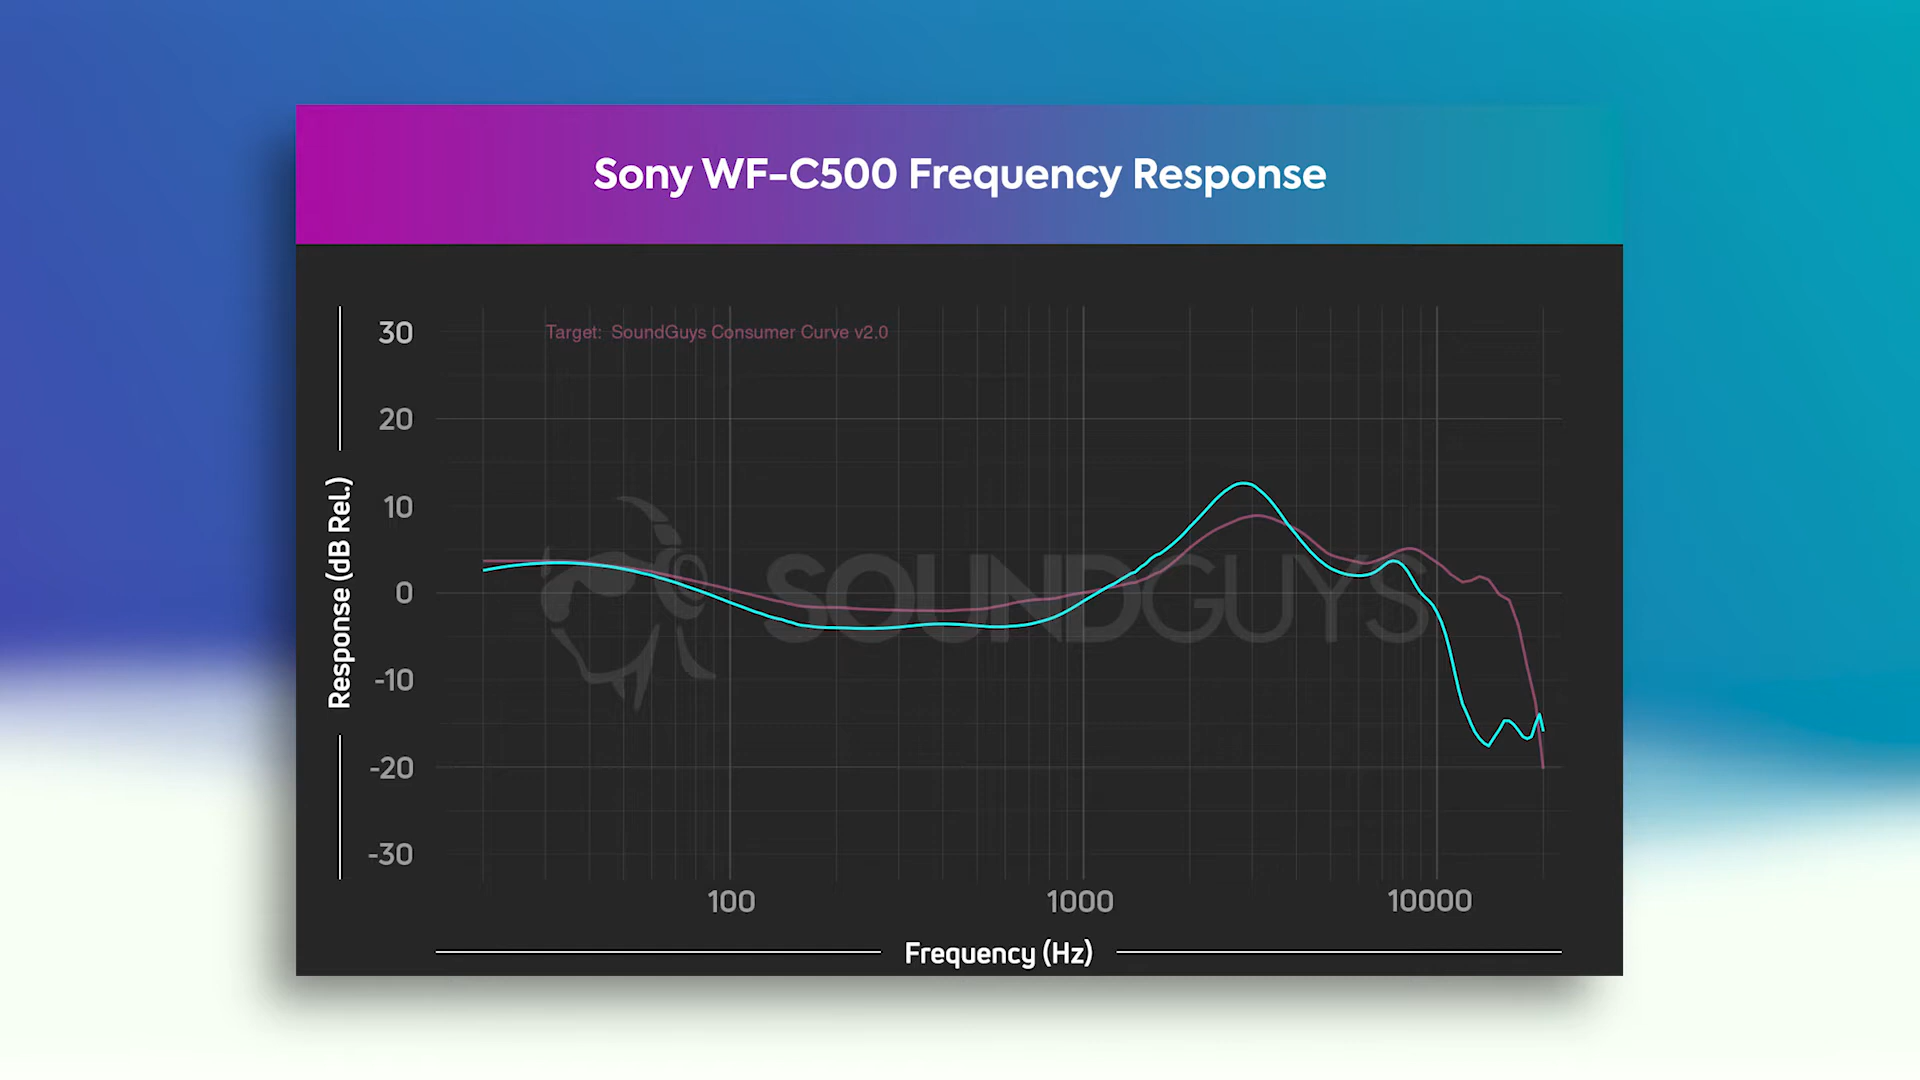 Sony WF-C500 Frequency Response
Target: SoundGuys Consumer Curve v2.0
30
20
10
0
-10
-20
-30
Response (dB Rel.)
SOUNDGUYS
100
1000
10000
Frequency (Hz)